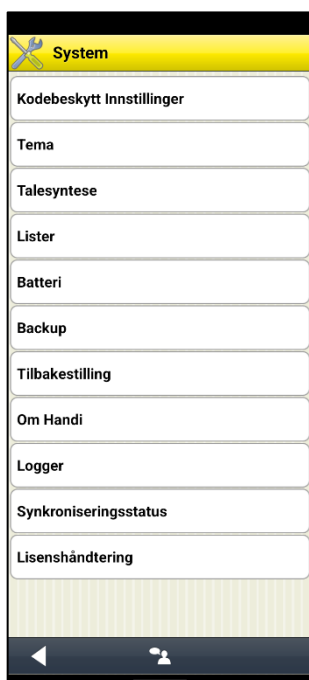 System
Kodebeskytt Innstillinger
Tema
Talesyntese
Lister
Batteri
Backup
Tilbakestilling
Om Handi
Logger
Synkroniseringsstatus
Lisenshåndtering